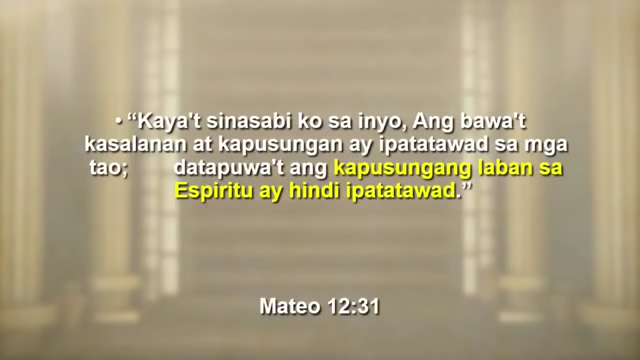 • “Kaya't sinasabi ko sa inyo, Ang bawa't
kasalanan at kapusungan ay ipatatawad sa mga
tao; datapuwa't ang kapusungang laban sa
Espiritu ay hindi ipatatawad.”
Mateo 12:31